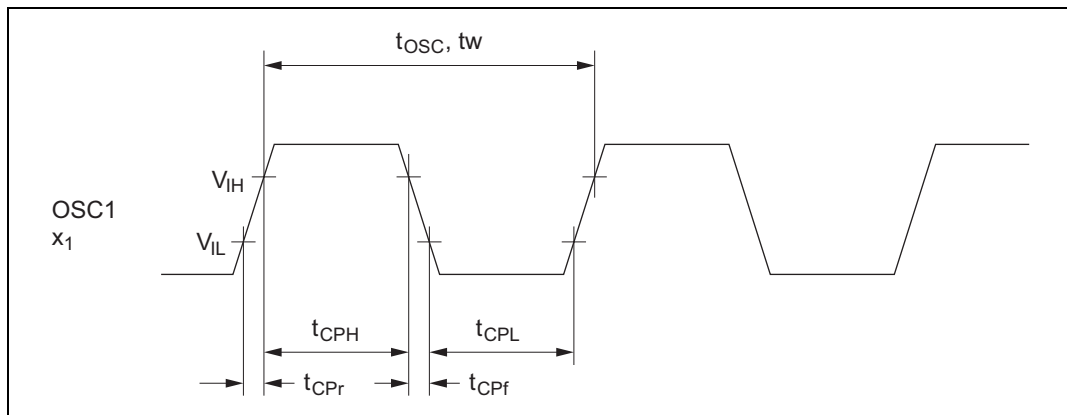 tOSC, tw
VIH
OSC1
x1
VIL
tCPH
tCPL
tCPr
tCPf